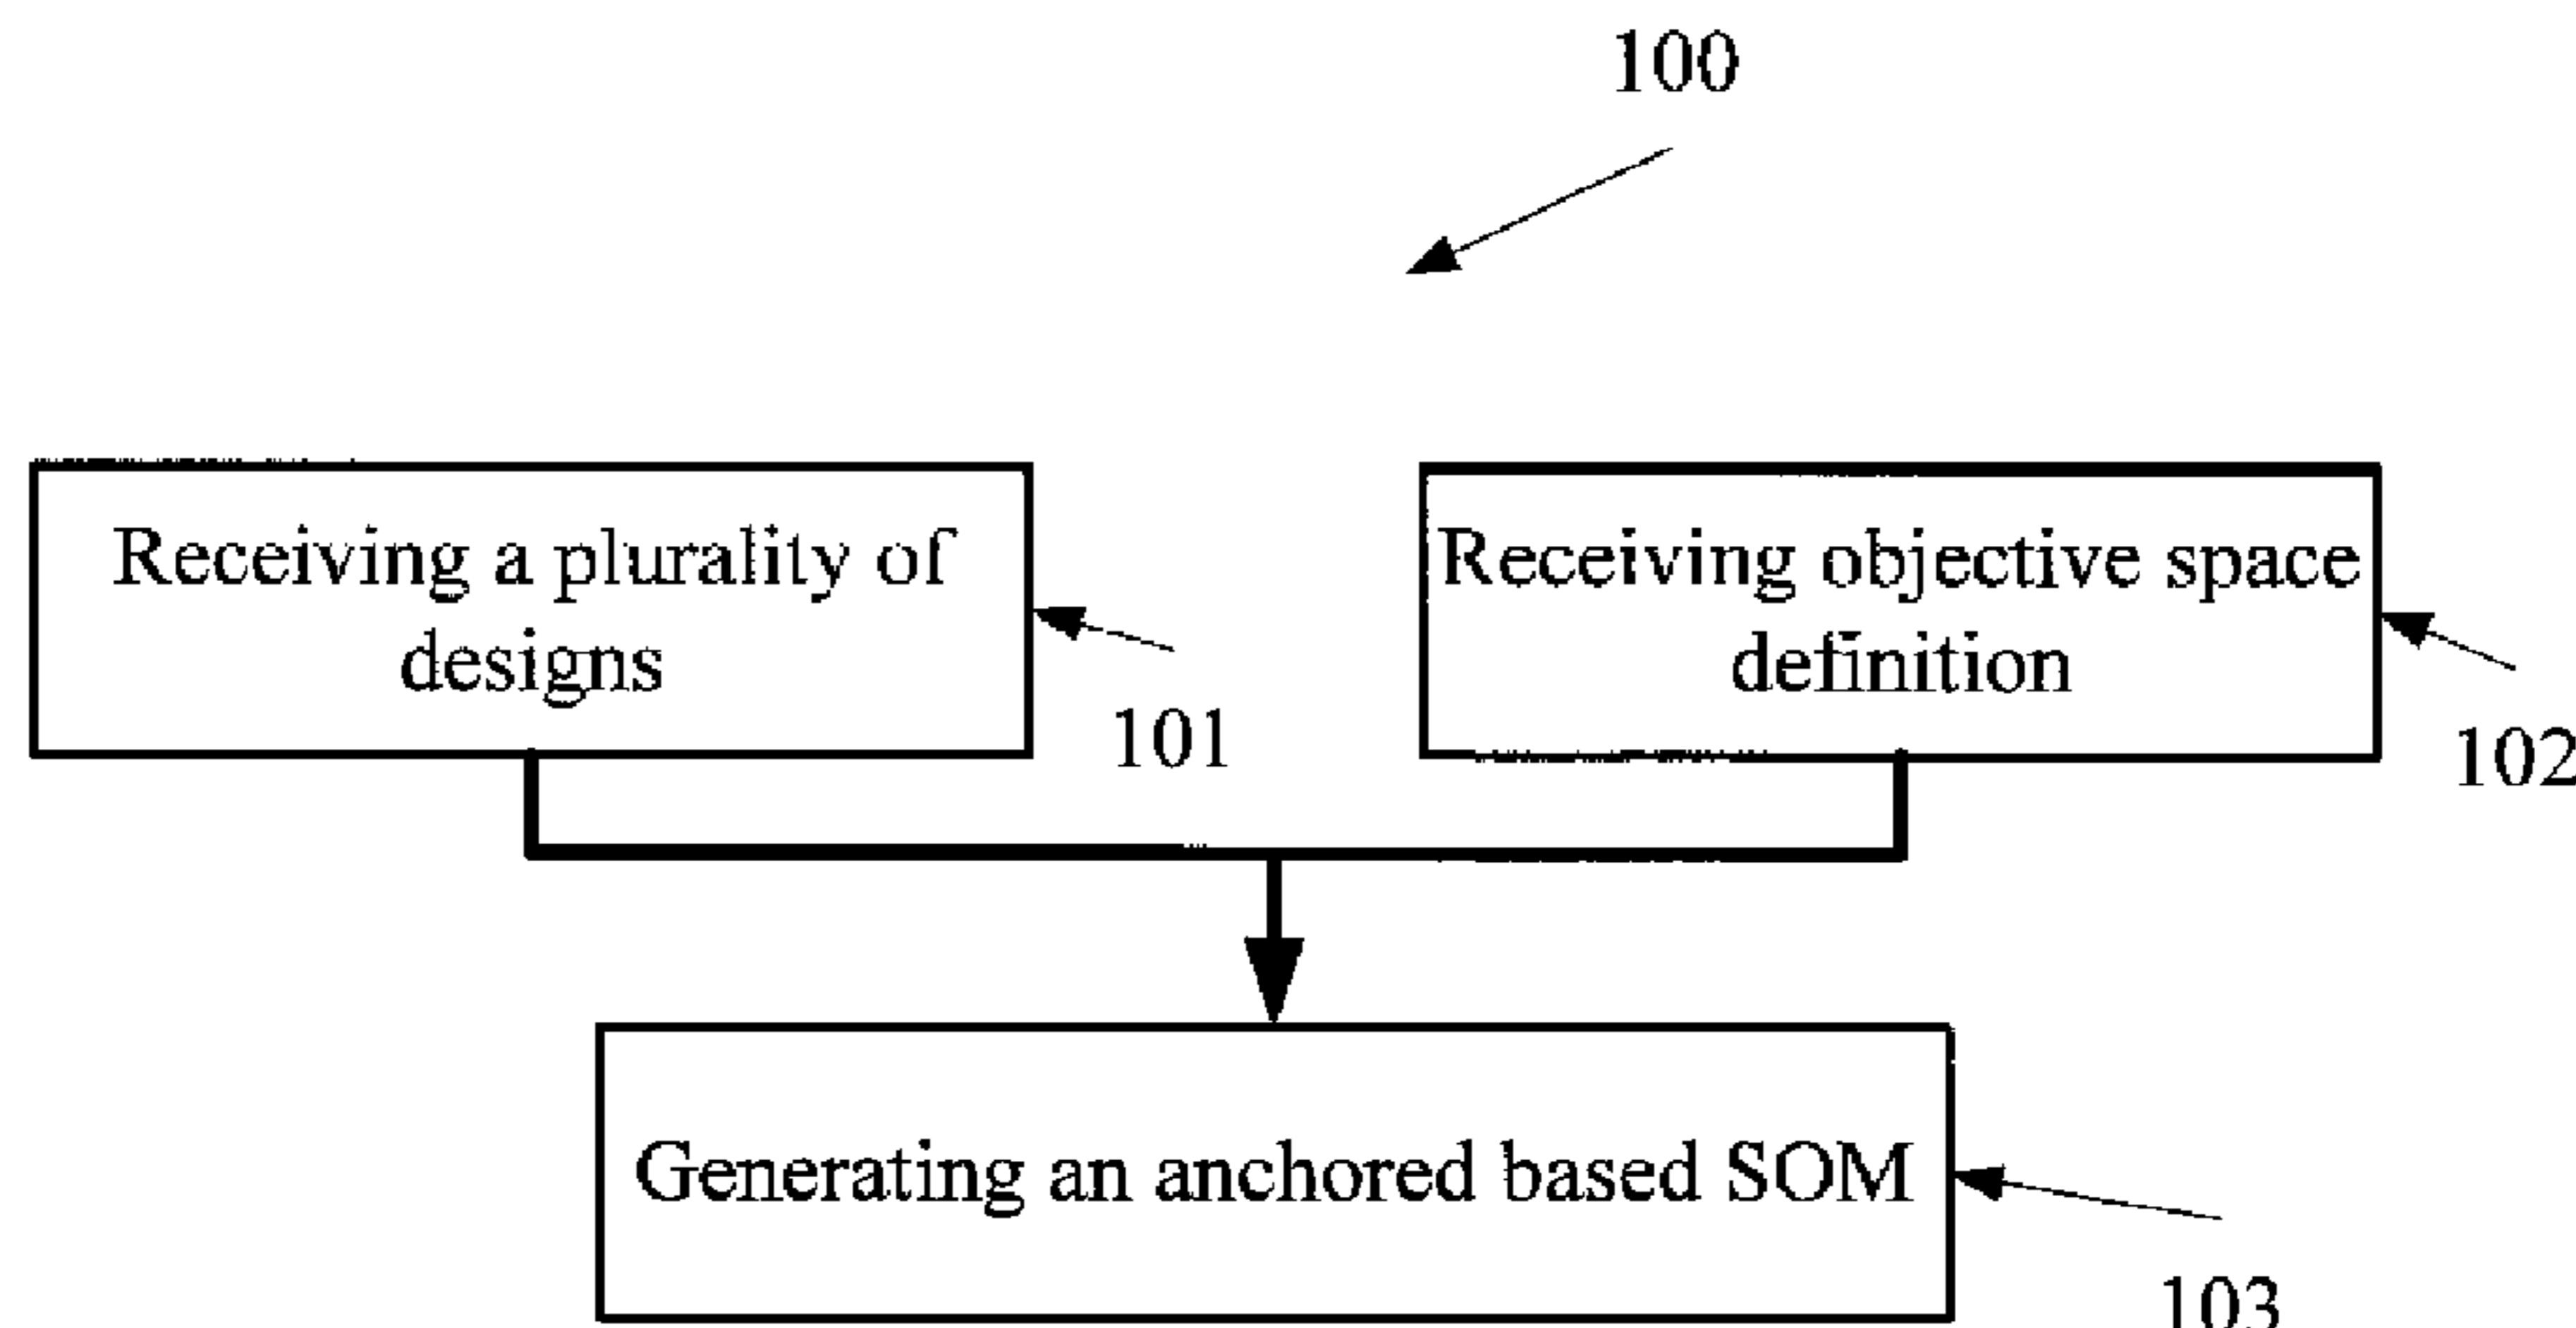 100
Receiving a plurality of
designs
101
Receiving objective space
definition
102
Generating an anchored based SOM
103